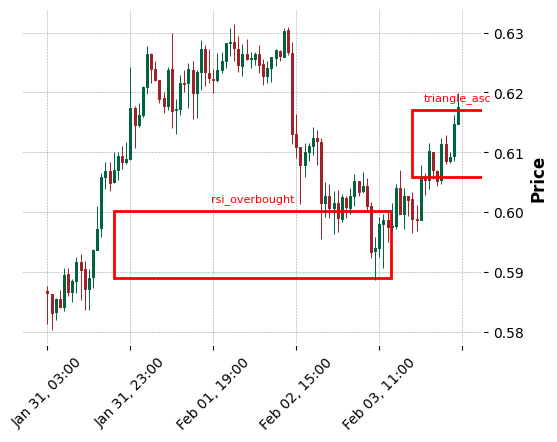 0.63
0.62
triangle_asc
0.61
rsi_overbought
0.60
0.59
0.58
Price
Jan 31, 03:00
Jan 31, 23:00
Feb 01, 19:00
Feb 02, 15:00
Feb 03, 11:00